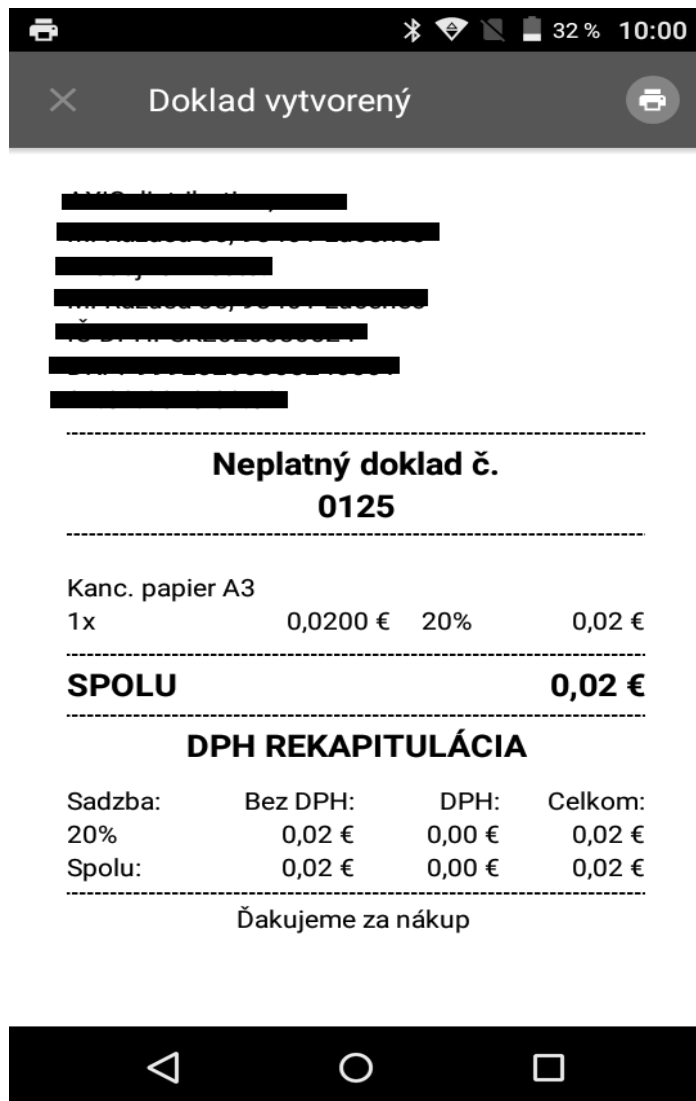 32 % 10:00
Doklad vytvorený
Neplatný doklad č.
0125
Kanc. papier A3
1x 0,0200 € 20% 0,02 €
SPOLU 0,02 €
DPH REKAPITULÁCIA
Sadzba: Bez DPH: DPH: Celkom:
20% 0,02 € 0,00 € 0,02 €
Spolu: 0,02 € 0,00 € 0,02 €
Ďakujeme za nákup